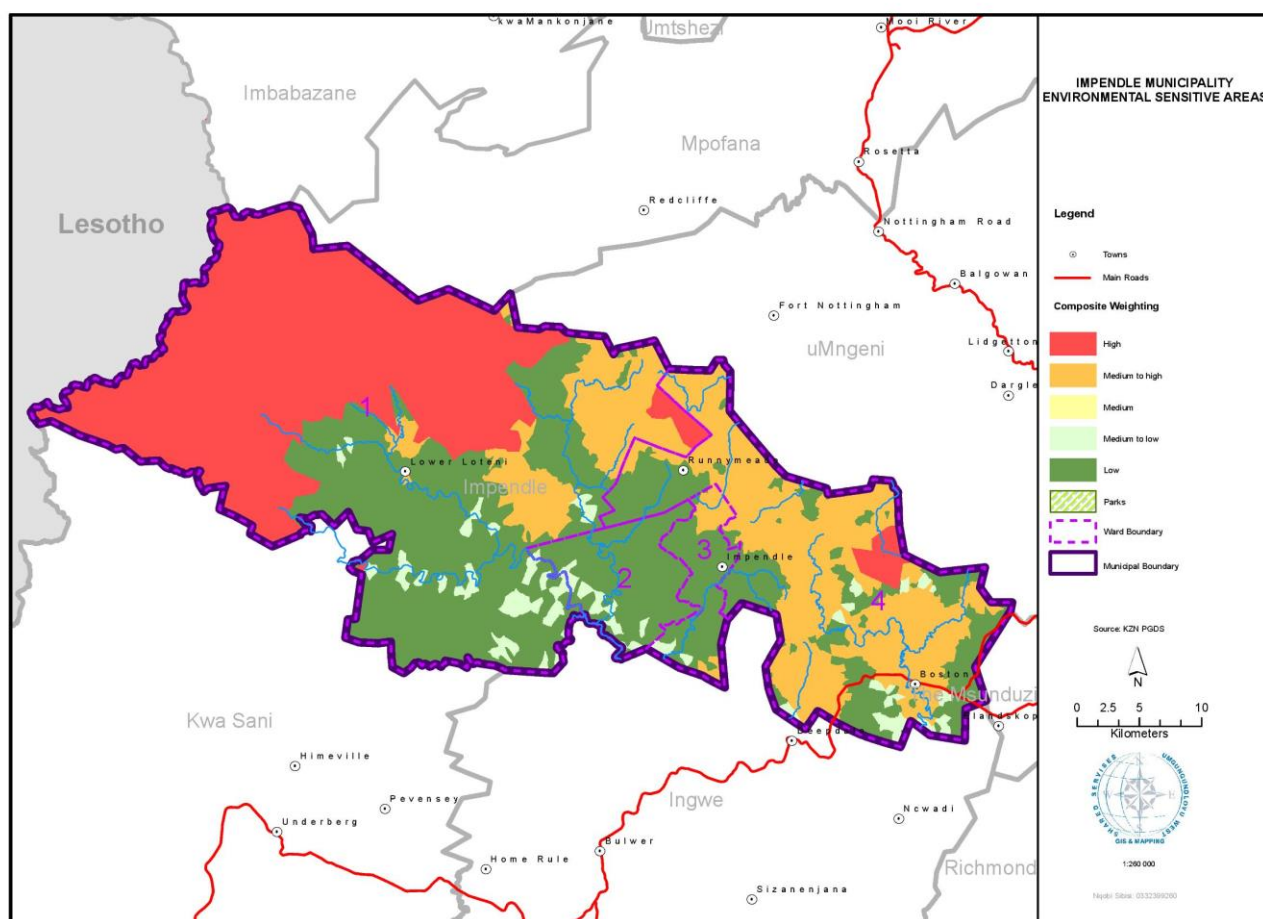 kwaMankonjane
Umtshezi
Mooi River
Imbabazane
Mpofana
Rosetta
Redcliffe
Lesotho
Nottingham Road
Balgowan
Fort Nottingham
uMngeni
Lidgetton
Dargle
1
Runnymeade
Lower Loteni
Impendle
3
Impendle
2
4
Boston
Kwa Sani
Himeville
Ingwe
Pevensey
Ncwadi
Underberg
Bulwer
Home Rule
Richmond
Sizanenjana
IMPENDLE MUNICIPALITY
ENVIRONMENTAL SENSITIVE AREAS
Legend
Towns
Main Roads
Composite Weighting
High
Medium to high
Medium
Medium to low
Low
Parks
Ward Boundary
Municipal Boundary
Source: KZN PGDS
N
0 2.5 5 10
Kilometers
SHARED SERVISES
UMGUNGUNDLOVU WEST
GIS & MAPPING
1:260 000